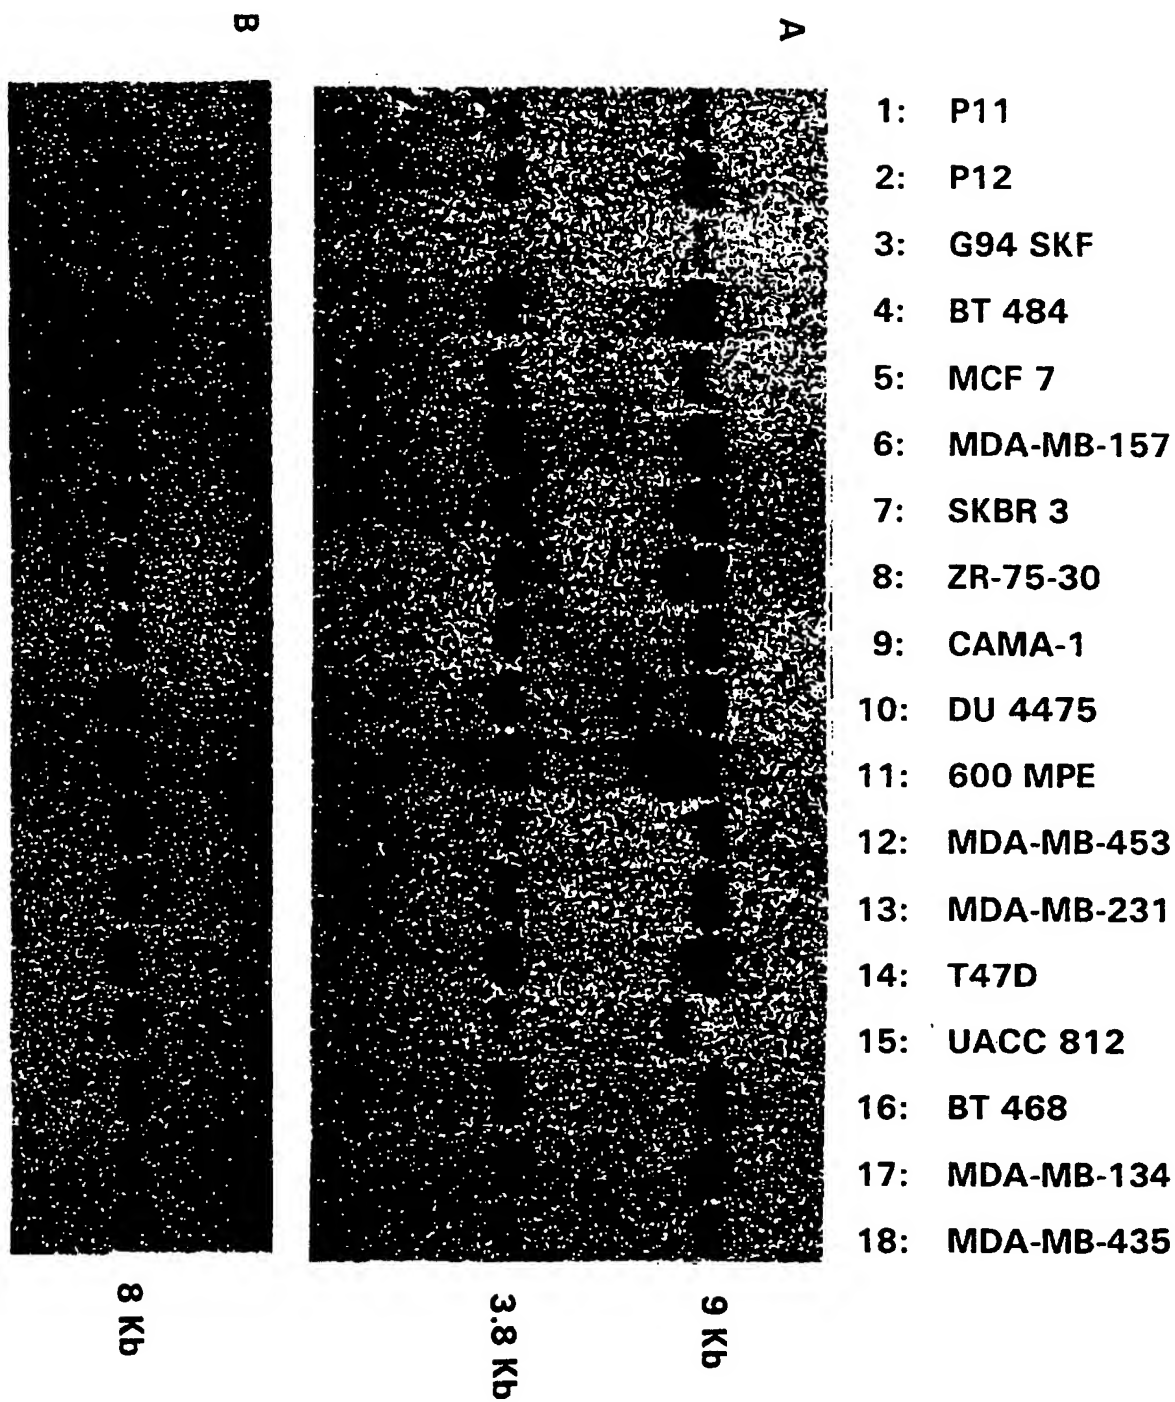 B
A
1: P11
2: P12
3: G94 SKF
4: BT 484
5: MCF 7
6: MDA-MB-157
7: SKBR 3
8: ZR-75-30
9: CAMA-1
10: DU 4475
11: 600 MPE
12: MDA-MB-453
13: MDA-MB-231
14: T47D
15: UACC 812
16: BT 468
17: MDA-MB-134
18: MDA-MB-435
8 Kb
3.8 Kb
9 Kb